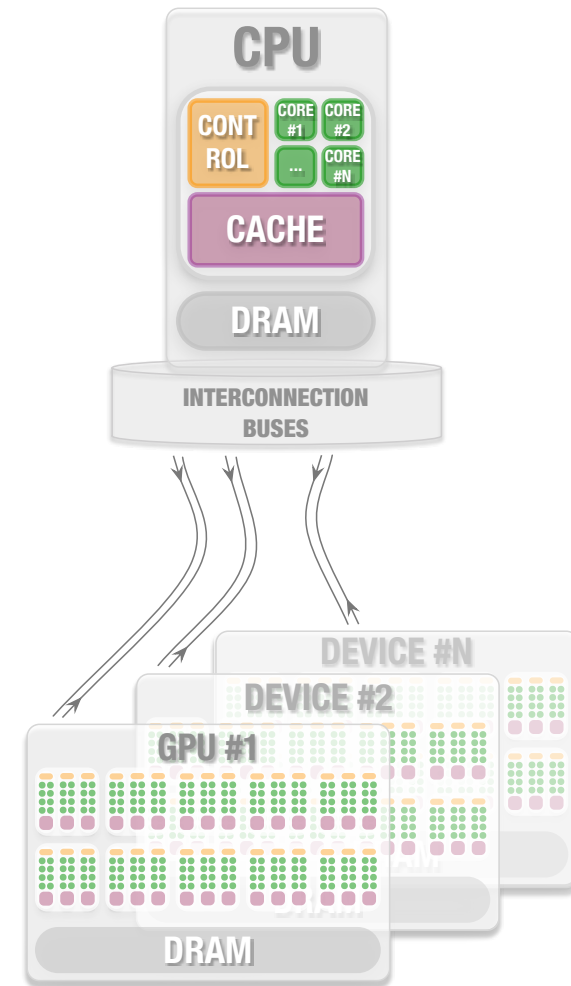 CPU
CONT
ROL
CORE
#1
CORE
#2
...
CORE
#N
CACHE
DRAM
INTERCONNECTION
BUSES
DEVICE #N
DEVICE #2
GPU #1
DRAM